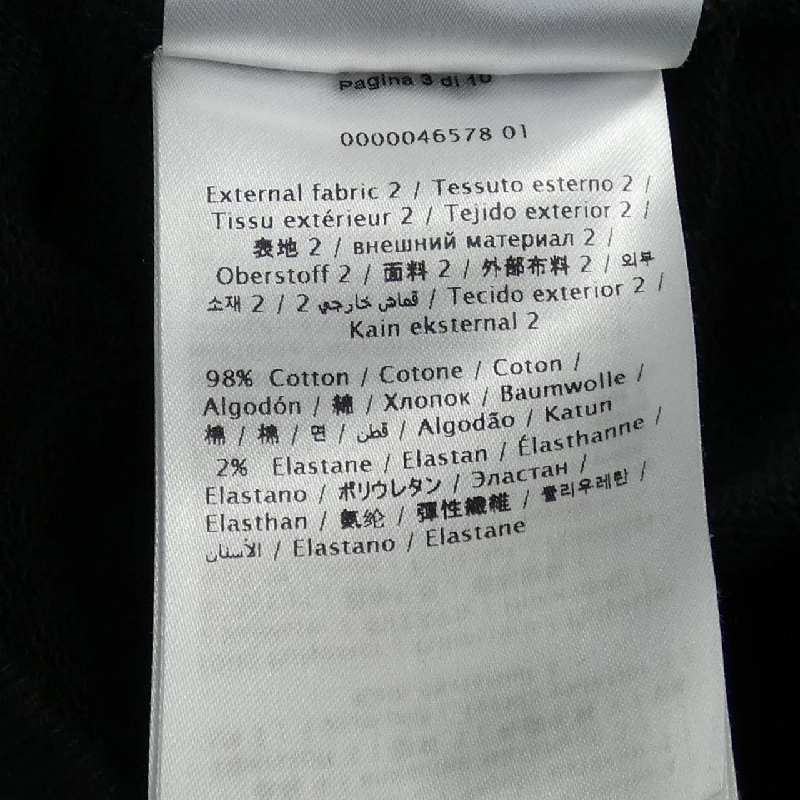 Pagina 3 di 10
0000046578 01
External fabric 2 / Tessuto esterno 2 /
Tissu extérieur 2 / Tejido exterior 2 /
表地 2 / внешний материал 2 /
Oberstoff 2 / 面料 2 / 外部布料 2 / 외부
소재 2 / 2 قماش خارجي / Tecido exterior 2 /
Kain eksternal 2
98% Cotton / Cotone / Coton /
Algodón / 綿 / Хлопок / Baumwolle /
棉 / 棉 / 면 / قطن / Algodão / Katun
2% Elastane / Elastan / Élasthanne /
Elastano / ポリウレタン / Эластан /
Elasthan / 氨纶 / 彈性纖維 / 폴리우레탄 /
الأستان / Elastano / Elastane